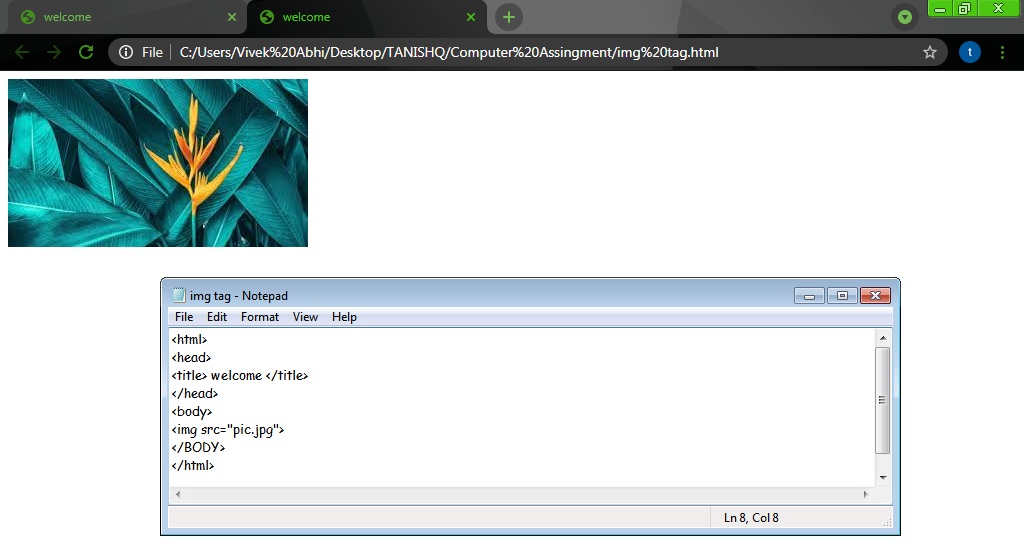 welcome
welcome
File C:/Users/Vivek%20Abhi/Desktop/TANISHQ/Computer%20Assingment/img%20tag.html
t
img tag - Notepad
File Edit Format View Help
<html>
<head>
<title> welcome </title>
</head>
<body>
<img src="pic.jpg">
</BODY>
</html>
Ln 8, Col 8